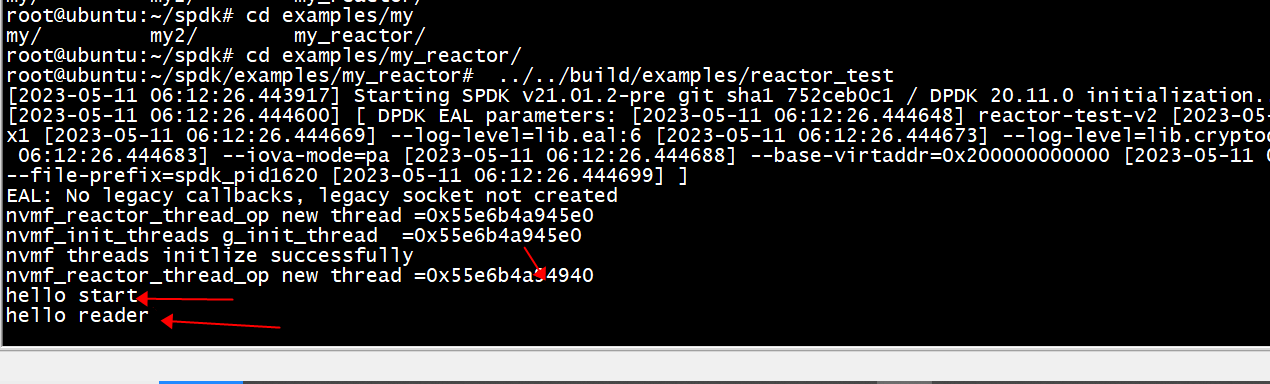 my/         my2/        my_reactor/
root@ubuntu:~/spdk# cd examples/my
my/         my2/        my_reactor/
root@ubuntu:~/spdk# cd examples/my_reactor/
root@ubuntu:~/spdk/examples/my_reactor#  ../../build/examples/reactor_test
[2023-05-11 06:12:26.443917] Starting SPDK v21.01.2-pre git sha1 752ceb0c1 / DPDK 20.11.0 initialization..
[2023-05-11 06:12:26.444600] [ DPDK EAL parameters: [2023-05-11 06:12:26.444648] reactor-test-v2 [2023-05-
x1 [2023-05-11 06:12:26.444669] --log-level=lib.eal:6 [2023-05-11 06:12:26.444673] --log-level=lib.cryptod
 06:12:26.444683] --iova-mode=pa [2023-05-11 06:12:26.444688] --base-virtaddr=0x200000000000 [2023-05-11 0
--file-prefix=spdk_pid1620 [2023-05-11 06:12:26.444699] ]
EAL: No legacy callbacks, legacy socket not created
nvmf_reactor_thread_op new thread =0x55e6b4a945e0
nvmf_init_threads g_init_thread  =0x55e6b4a945e0
nvmf threads initlize successfully
nvmf_reactor_thread_op new thread =0x55e6b4a94940
hello start
hello reader